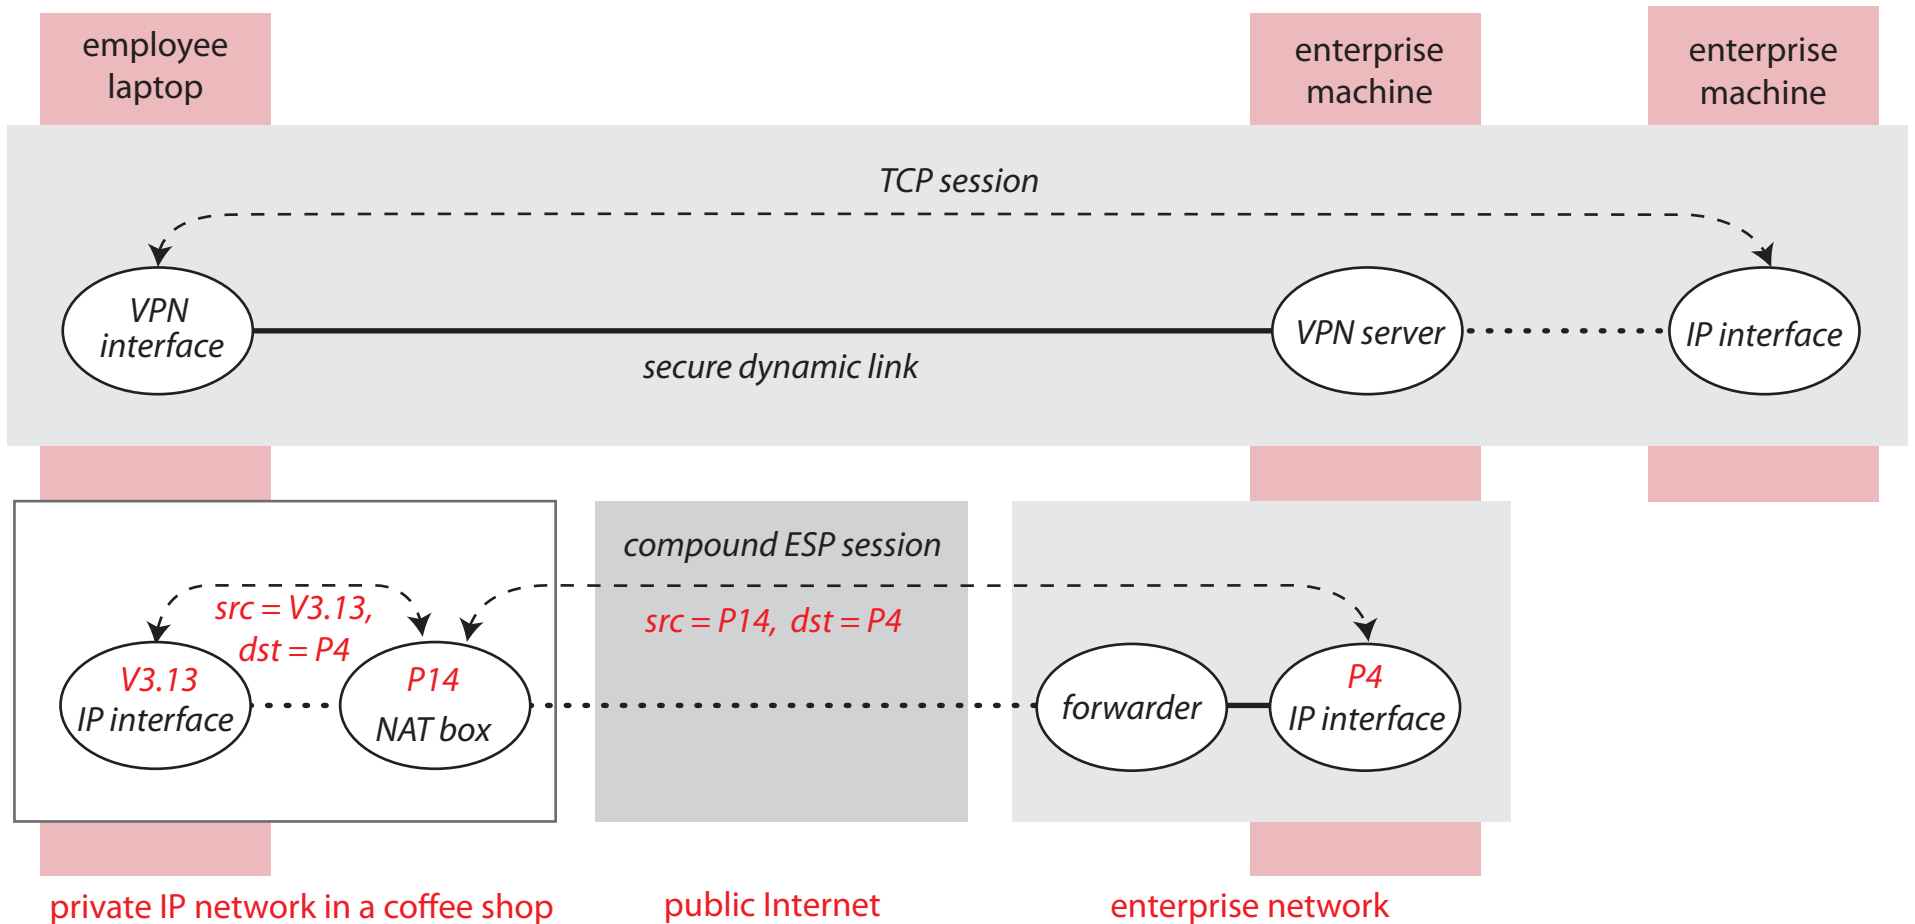 employee
laptop
enterprise
machine
enterprise
machine
TCP session
VPN
interface
secure dynamic link
VPN server
IP interface
compound ESP session
src = V3.13,
dst = P4
src = P14, dst = P4
V3.13
IP interface
P14
NAT box
forwarder
P4
IP interface
private IP network in a coffee shop
public Internet
enterprise network